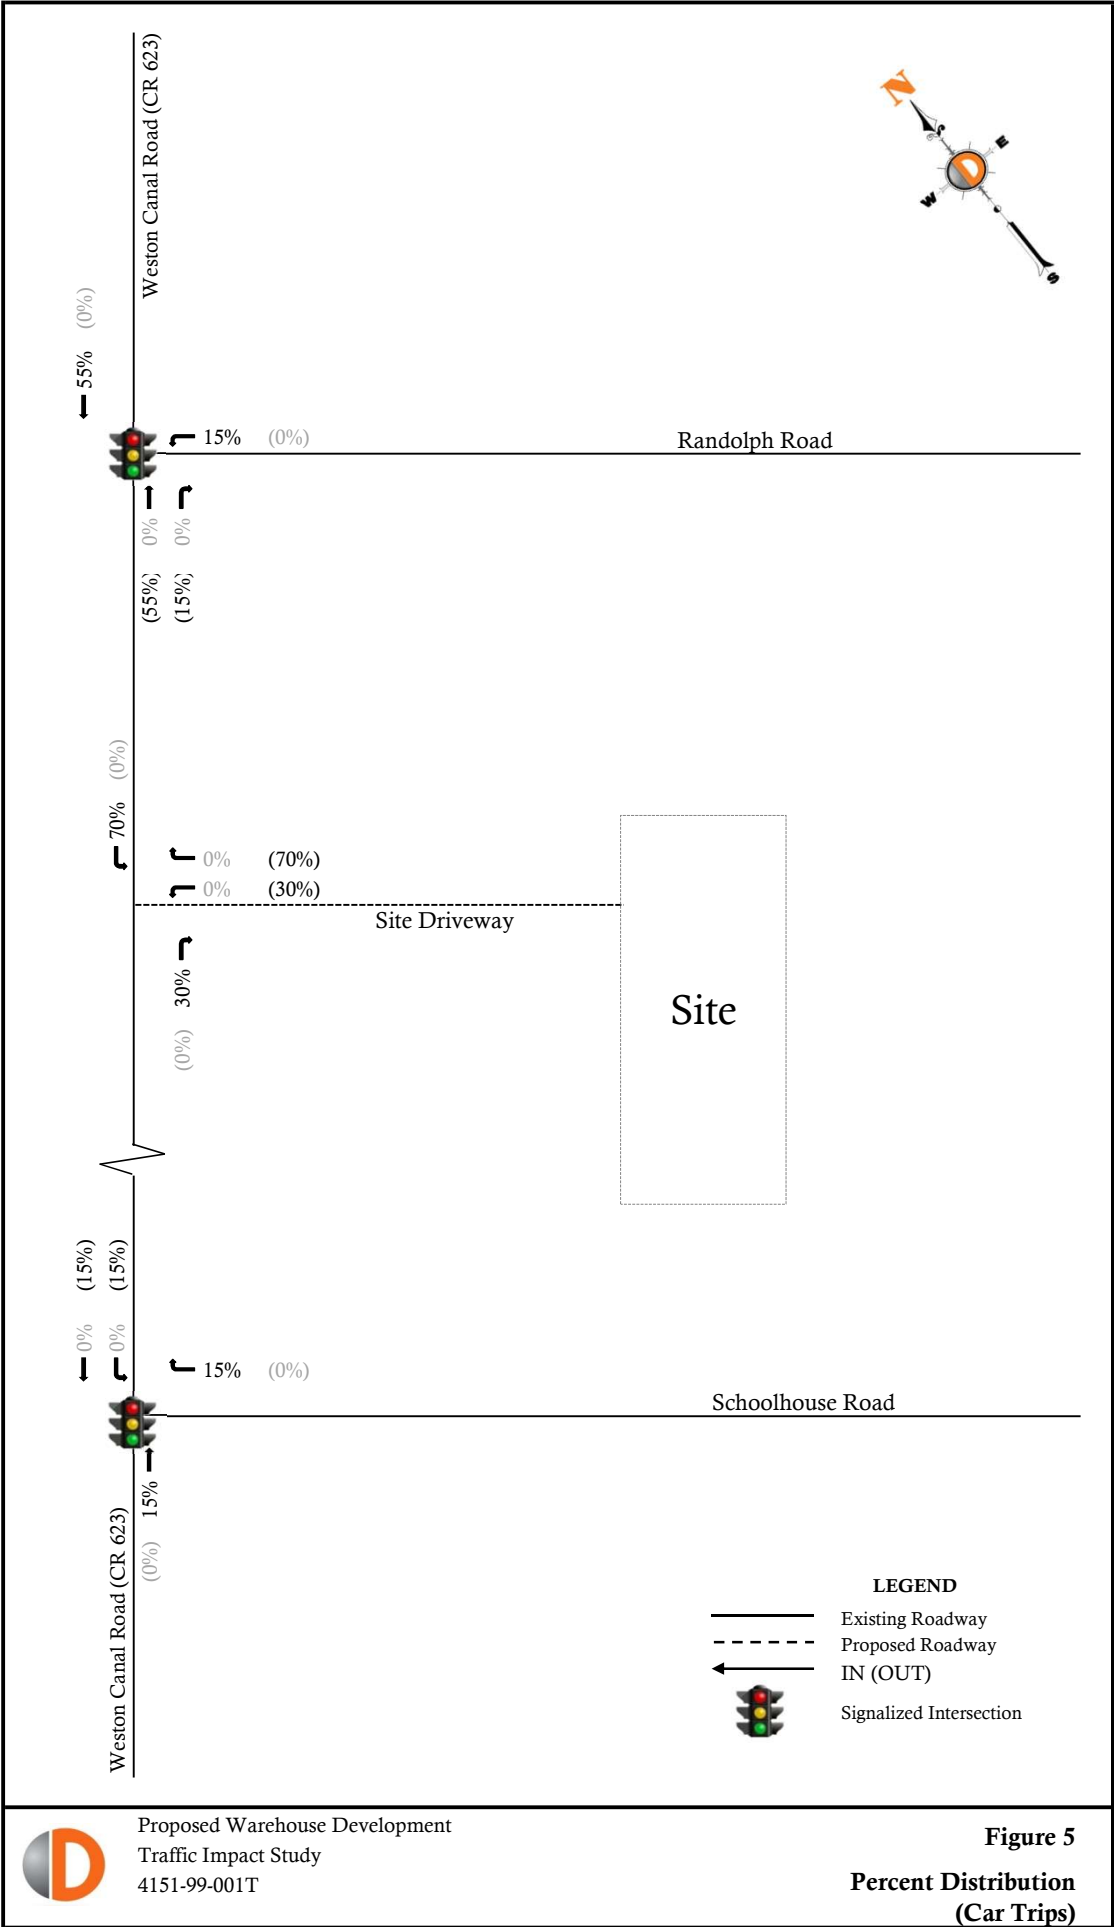 Weston Canal Road (CR 623)
N
E
W
S
D
55% (0%)
15% (0%)
Randolph Road
(55%) 0%
(15%) 0%
70% (0%)
0% (70%)
0% (30%)
Site Driveway
(0%) 30%
Site
0% (15%)
0% (15%)
15% (0%)
Schoolhouse Road
(0%) 15%
Weston Canal Road (CR 623)
LEGEND
Existing Roadway
Proposed Roadway
IN (OUT)
Signalized Intersection
D
Proposed Warehouse Development
Traffic Impact Study
4151-99-001T
Figure 5
Percent Distribution
(Car Trips)